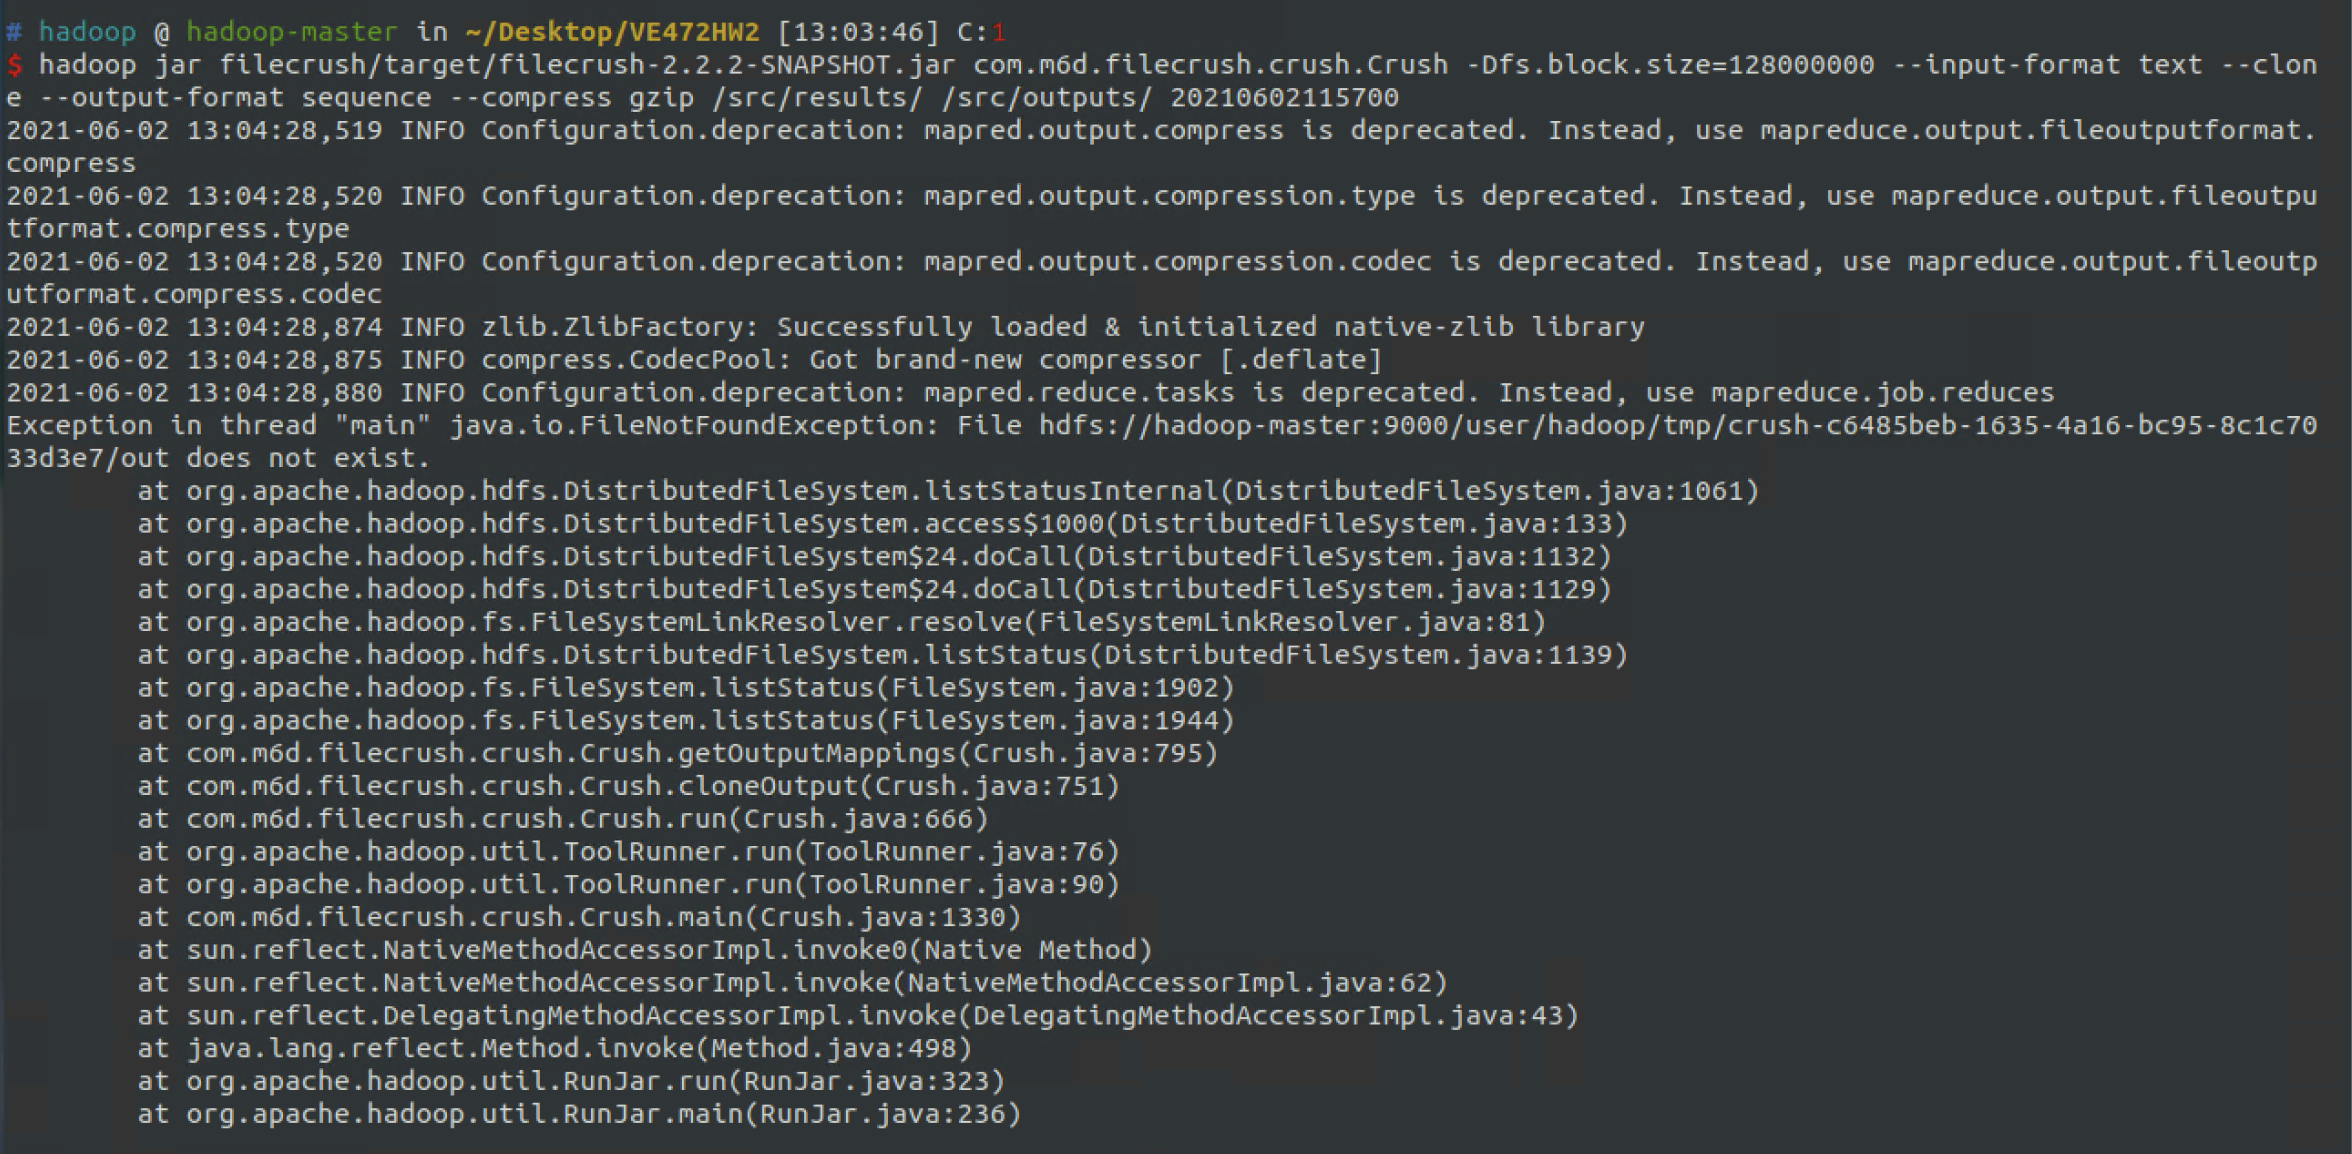 # hadoop @ hadoop-master in ~/Desktop/VE472HW2 [13:03:46] C:1
$ hadoop jar filecrush/target/filecrush-2.2.2-SNAPSHOT.jar com.m6d.filecrush.crush.Crush -Dfs.block.size=128000000 --input-format text --clon
e --output-format sequence --compress gzip /src/results/ /src/outputs/ 20210602115700
2021-06-02 13:04:28,519 INFO Configuration.deprecation: mapred.output.compress is deprecated. Instead, use mapreduce.output.fileoutputformat.
compress
2021-06-02 13:04:28,520 INFO Configuration.deprecation: mapred.output.compression.type is deprecated. Instead, use mapreduce.output.fileoutpu
tformat.compress.type
2021-06-02 13:04:28,520 INFO Configuration.deprecation: mapred.output.compression.codec is deprecated. Instead, use mapreduce.output.fileoutp
utformat.compress.codec
2021-06-02 13:04:28,874 INFO zlib.ZlibFactory: Successfully loaded & initialized native-zlib library
2021-06-02 13:04:28,875 INFO compress.CodecPool: Got brand-new compressor [.deflate]
2021-06-02 13:04:28,880 INFO Configuration.deprecation: mapred.reduce.tasks is deprecated. Instead, use mapreduce.job.reduces
Exception in thread "main" java.io.FileNotFoundException: File hdfs://hadoop-master:9000/user/hadoop/tmp/crush-c6485beb-1635-4a16-bc95-8c1c70
33d3e7/out does not exist.
at org.apache.hadoop.hdfs.DistributedFileSystem.listStatusInternal(DistributedFileSystem.java:1061)
at org.apache.hadoop.hdfs.DistributedFileSystem.access$1000(DistributedFileSystem.java:133)
at org.apache.hadoop.hdfs.DistributedFileSystem$24.doCall(DistributedFileSystem.java:1132)
at org.apache.hadoop.hdfs.DistributedFileSystem$24.doCall(DistributedFileSystem.java:1129)
at org.apache.hadoop.fs.FileSystemLinkResolver.resolve(FileSystemLinkResolver.java:81)
at org.apache.hadoop.hdfs.DistributedFileSystem.listStatus(DistributedFileSystem.java:1139)
at org.apache.hadoop.fs.FileSystem.listStatus(FileSystem.java:1902)
at org.apache.hadoop.fs.FileSystem.listStatus(FileSystem.java:1944)
at com.m6d.filecrush.crush.Crush.getOutputMappings(Crush.java:795)
at com.m6d.filecrush.crush.Crush.cloneOutput(Crush.java:751)
at com.m6d.filecrush.crush.Crush.run(Crush.java:666)
at org.apache.hadoop.util.ToolRunner.run(ToolRunner.java:76)
at org.apache.hadoop.util.ToolRunner.run(ToolRunner.java:90)
at com.m6d.filecrush.crush.Crush.main(Crush.java:1330)
at sun.reflect.NativeMethodAccessorImpl.invoke0(Native Method)
at sun.reflect.NativeMethodAccessorImpl.invoke(NativeMethodAccessorImpl.java:62)
at sun.reflect.DelegatingMethodAccessorImpl.invoke(DelegatingMethodAccessorImpl.java:43)
at java.lang.reflect.Method.invoke(Method.java:498)
at org.apache.hadoop.util.RunJar.run(RunJar.java:323)
at org.apache.hadoop.util.RunJar.main(RunJar.java:236)